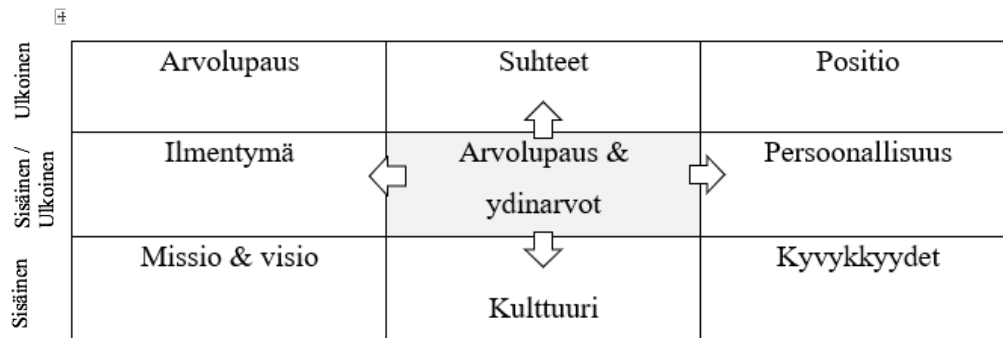 Ulkoinen
Arvolupaus
Suhteet
Positio
Sisäinen /
Ulkoinen
Ilmentymä
Arvolupaus &
ydinarvot
Persoonallisuus
Sisäinen
Missio & visio
Kulttuuri
Kyvykkyydet